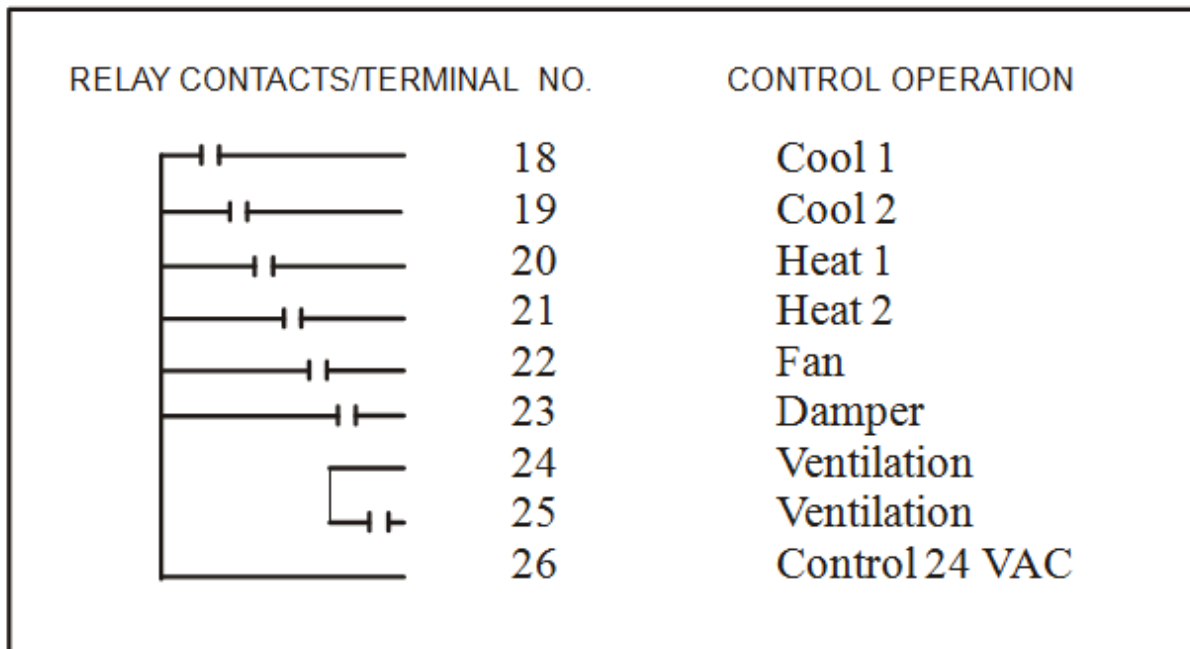 RELAY CONTACTS/TERMINAL NO. CONTROL OPERATION
18 Cool 1
19 Cool 2
20 Heat 1
21 Heat 2
22 Fan
23 Damper
24 Ventilation
25 Ventilation
26 Control 24 VAC